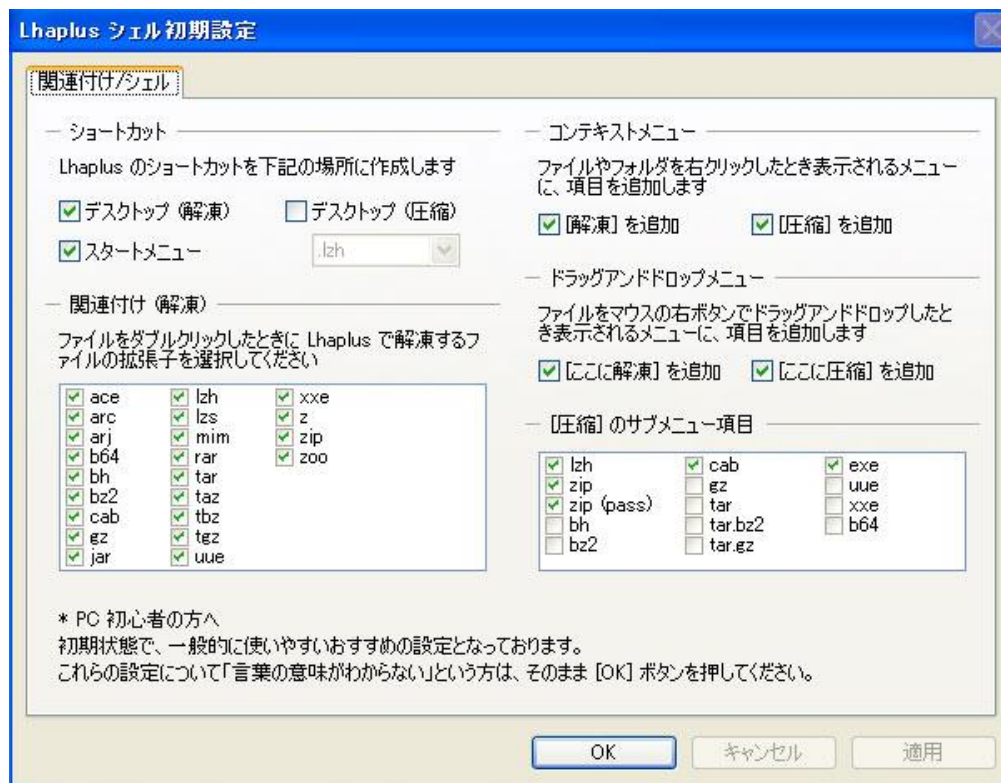 Lhaplus シェル初期設定
関連付け/シェル
ショートカット
Lhaplus のショートカットを下記の場所に作成します
デスクトップ (解凍)
デスクトップ (圧縮)
スタートメニュー
.lzh
関連付け (解凍)
ファイルをダブルクリックしたときに Lhaplus で解凍するフ
ァイルの拡張子を選択してください
ace
arc
arj
b64
bh
bz2
cab
gz
jar
lzh
lzs
mim
rar
tar
taz
tbz
tgz
uue
xxe
z
zip
zoo
コンテキストメニュー
ファイルやフォルダを右クリックしたとき表示されるメニュー
に、項目を追加します
[解凍] を追加
[圧縮] を追加
ドラッグアンドドロップメニュー
ファイルをマウスの右ボタンでドラッグアンドドロップしたと
き表示されるメニューに、項目を追加します
[ここに解凍] を追加
[ここに圧縮] を追加
[圧縮] のサブメニュー項目
lzh
zip
zip (pass)
bh
bz2
cab
gz
tar
tar.bz2
tar.gz
exe
uue
xxe
b64
* PC 初心者の方へ
初期状態で、一般的に使いやすいおすすめの設定となっております。
これらの設定について「言葉の意味がわからない」という方は、そのまま [OK] ボタンを押してください。
OK
キャンセル
適用